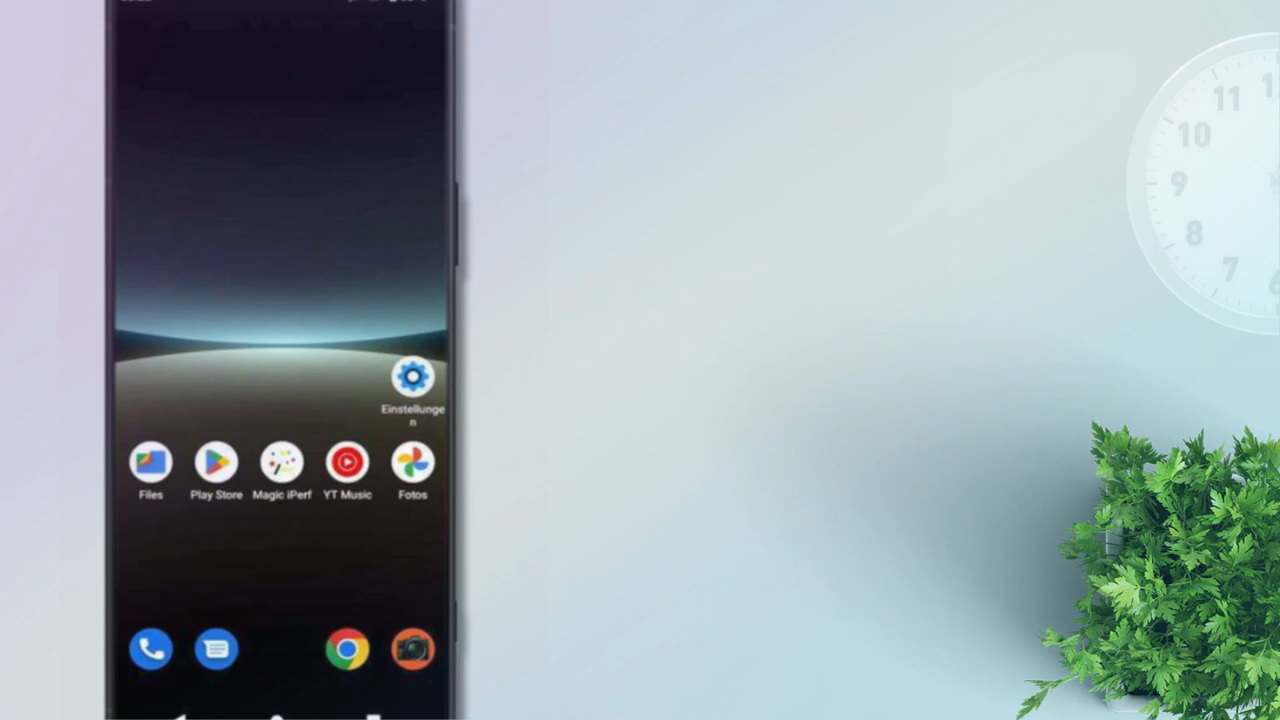 Einstellunge
n
Files
Play Store
Magic iPerf
YT Music
Fotos
11
10
9
8
7